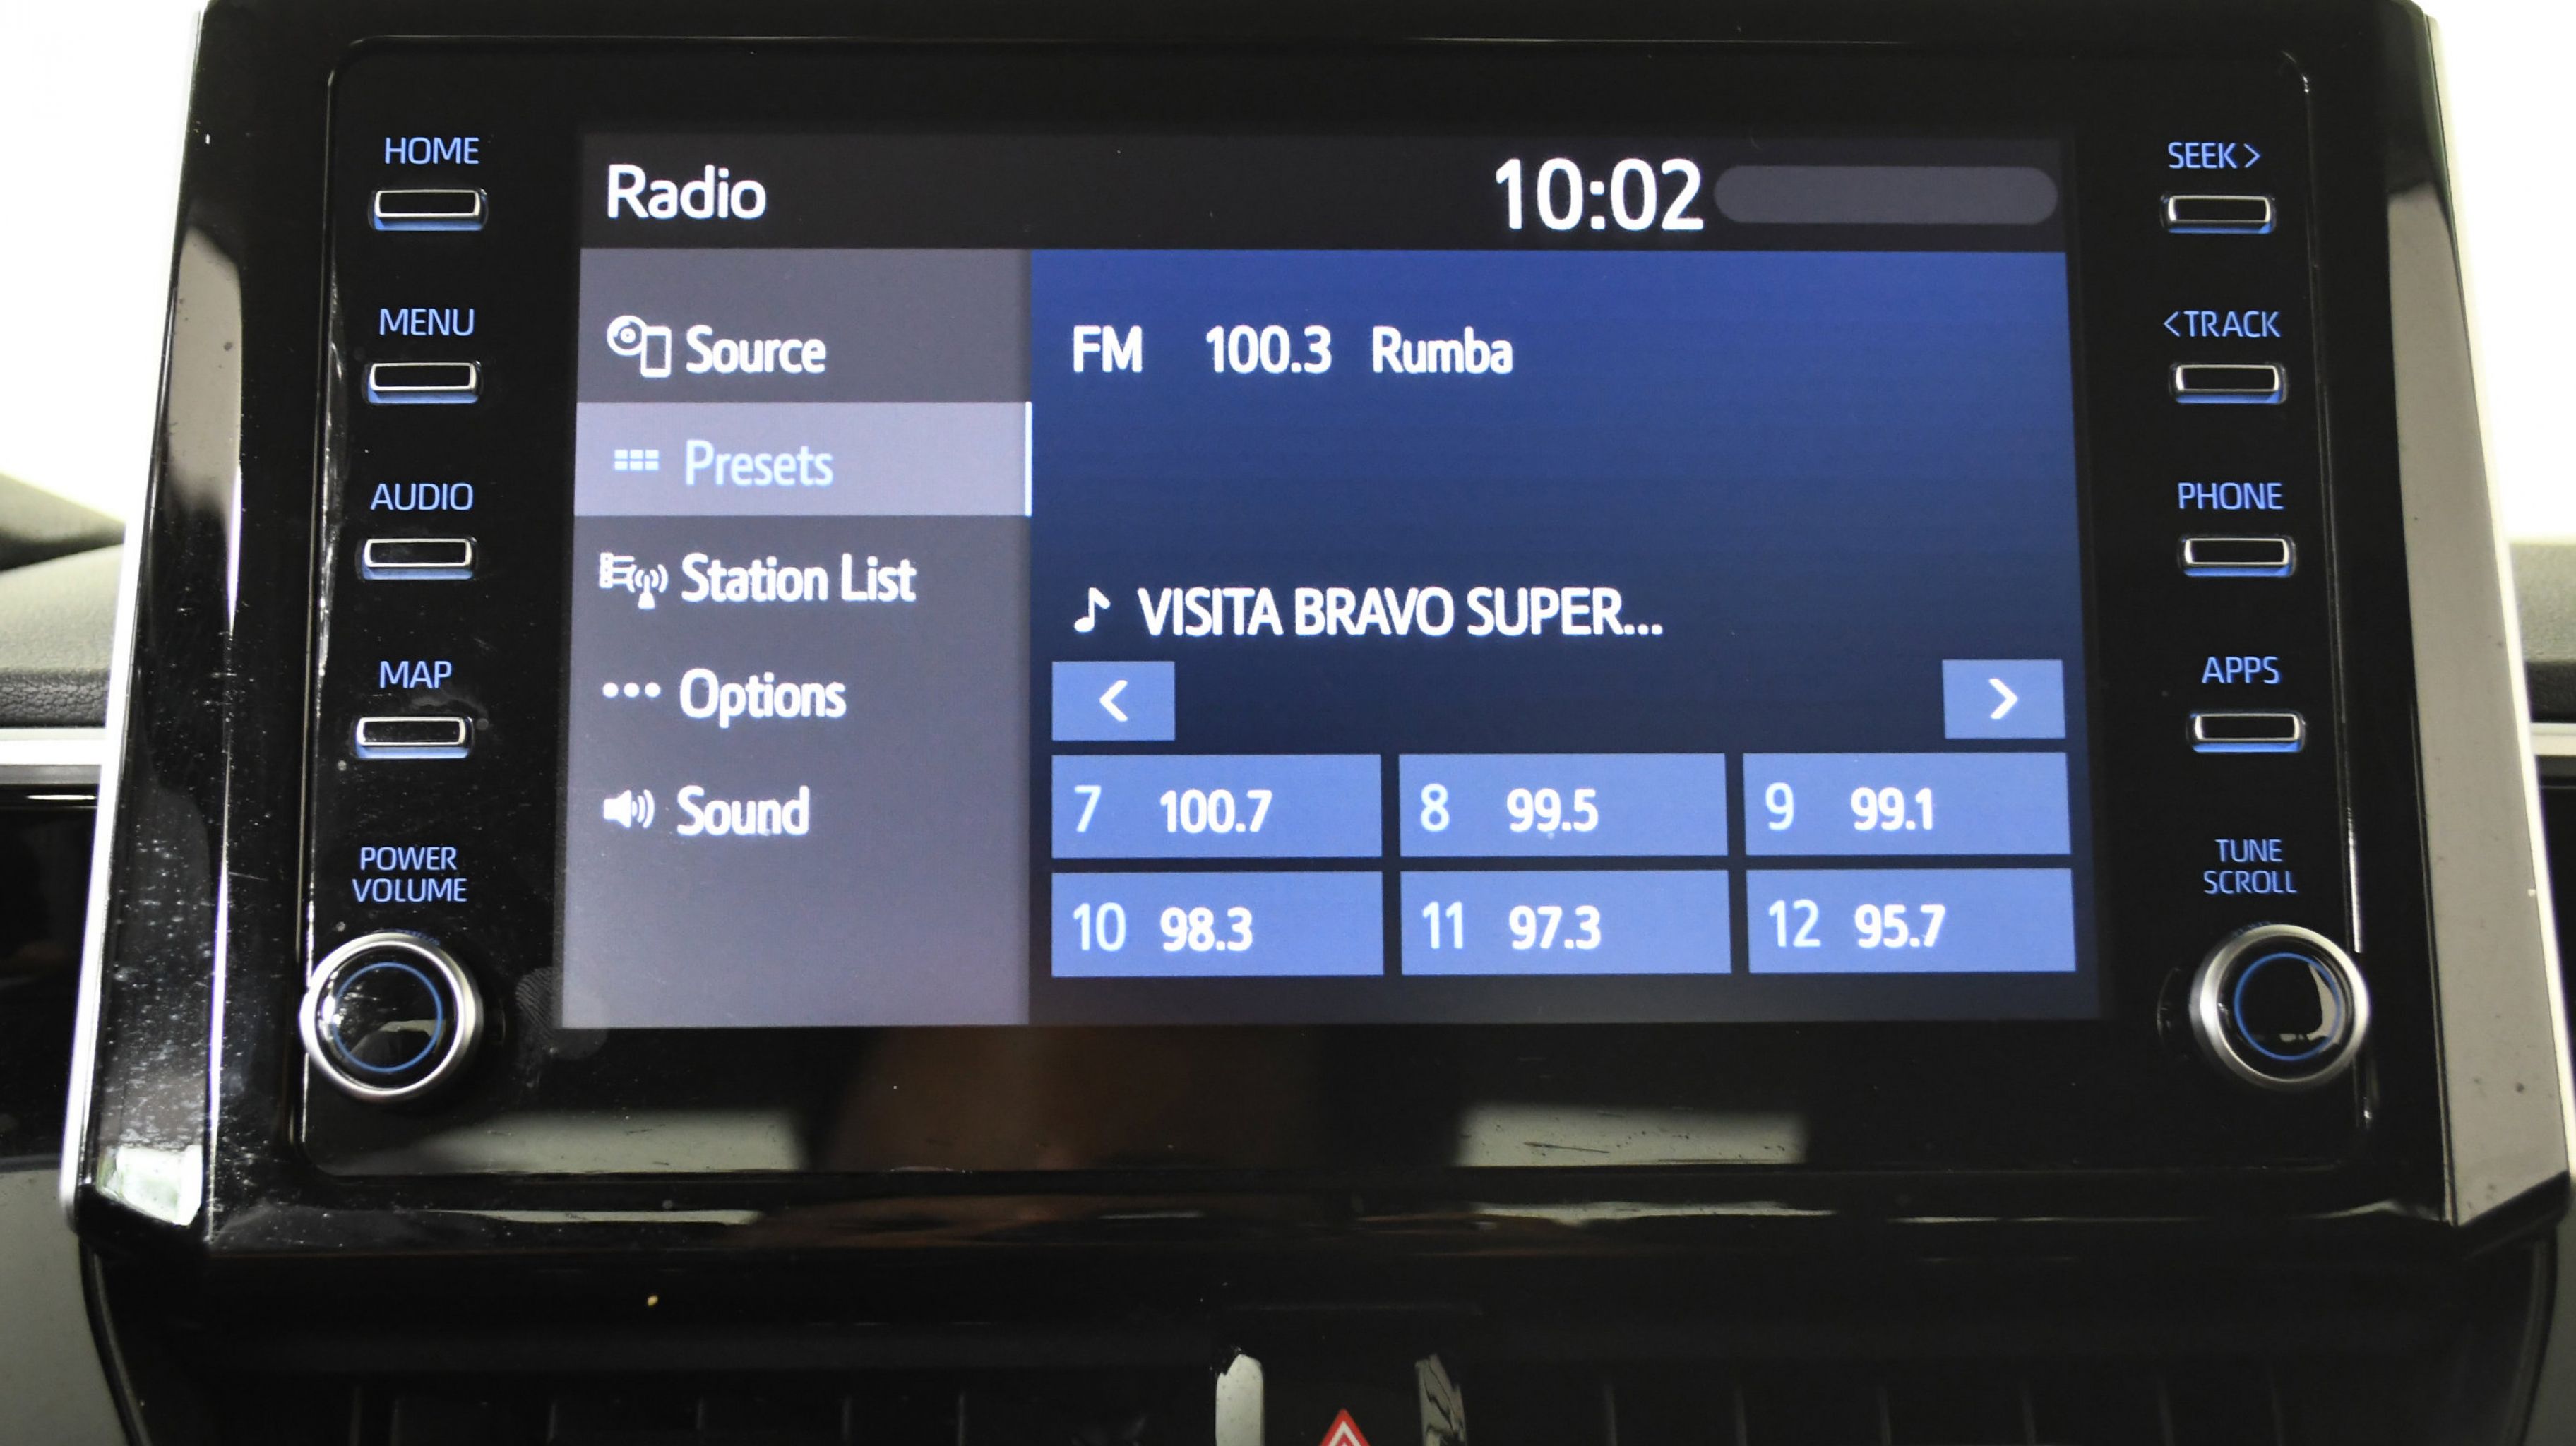 HOME
MENU
AUDIO
MAP
POWER
VOLUME
Radio
10:02
Source
Presets
Station List
Options
Sound
FM 100.3 Rumba
VISITA BRAVO SUPER...
<
>
7 100.7
8 99.5
9 99.1
10 98.3
11 97.3
12 95.7
SEEK >
< TRACK
PHONE
APPS
TUNE
SCROLL